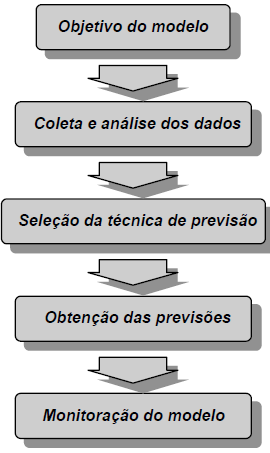 Objetivo do modelo
Coleta e análise dos dados
Seleção da técnica de previsão
Obtenção das previsões
Monitoração do modelo